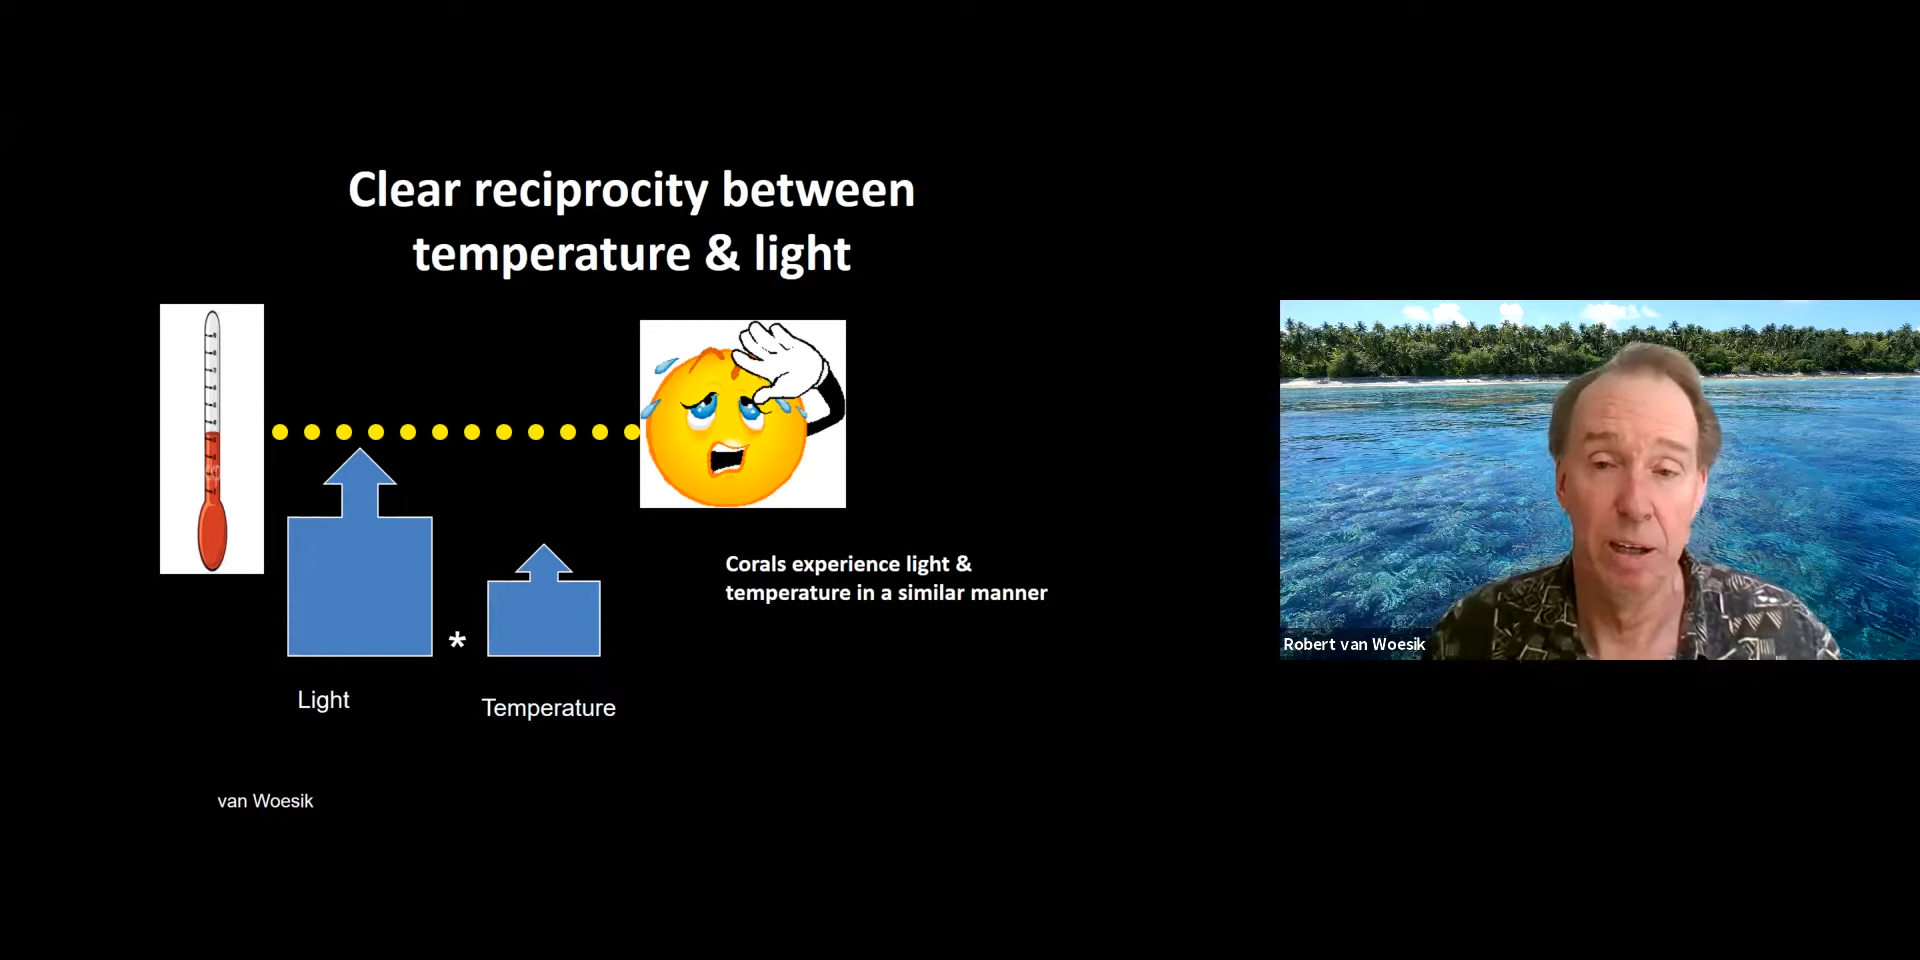 Clear reciprocity between
temperature & light
Corals experience light &
temperature in a similar manner
*
Light
Temperature
van Woesik
Robert van Woesik